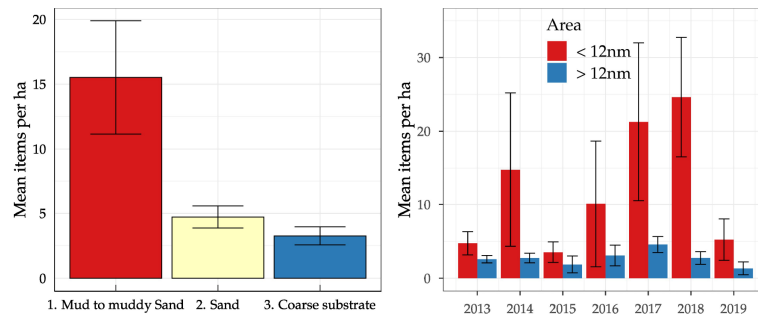 Mean items per ha
20
15
10
5
0
1. Mud to muddy Sand 2. Sand 3. Coarse substrate
Mean items per ha
30
20
10
0
Area
< 12nm
> 12nm
2013 2014 2015 2016 2017 2018 2019